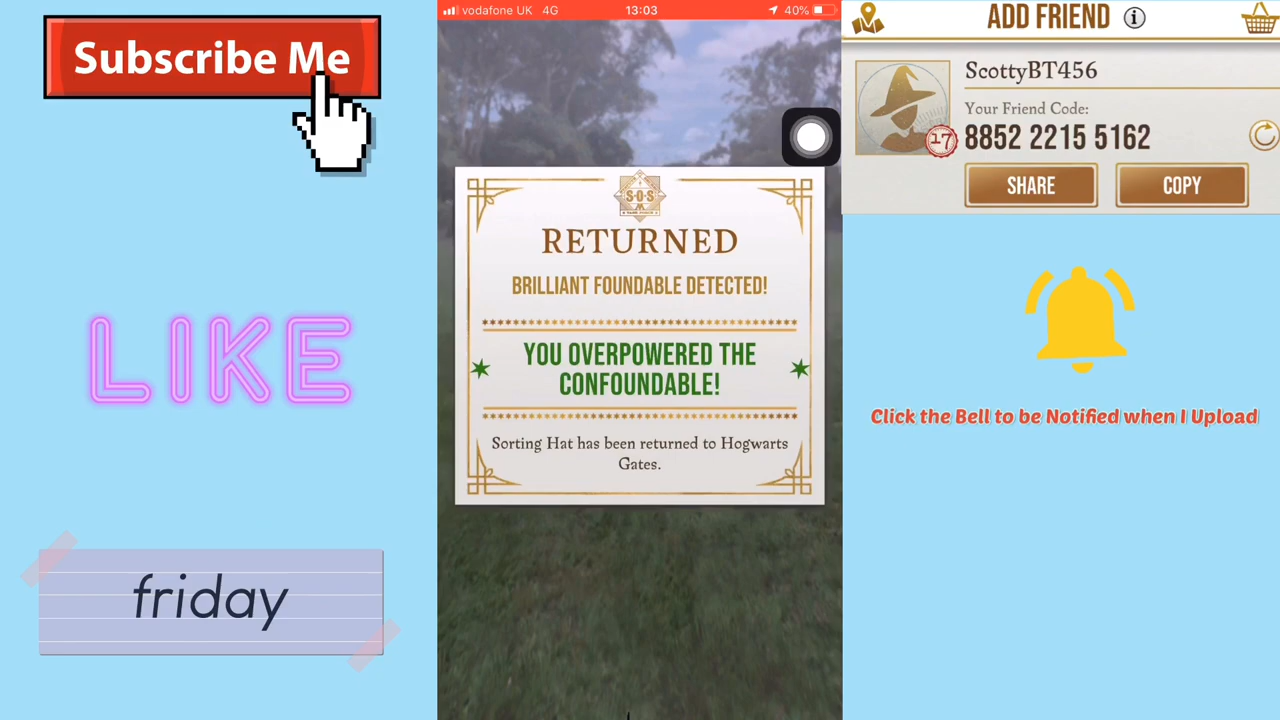 Subscribe Me
LIKE
friday
vodafone UK 4G 13:03 40%
S·O·S
RETURNED
BRILLIANT FOUNDABLE DETECTED!
YOU OVERPOWERED THE
CONFOUNDABLE!
Sorting Hat has been returned to Hogwarts
Gates.
ADD FRIEND i
ScottyBT456
Your Friend Code:
17
8852 2215 5162
SHARE COPY
Click the Bell to be Notified when I Upload